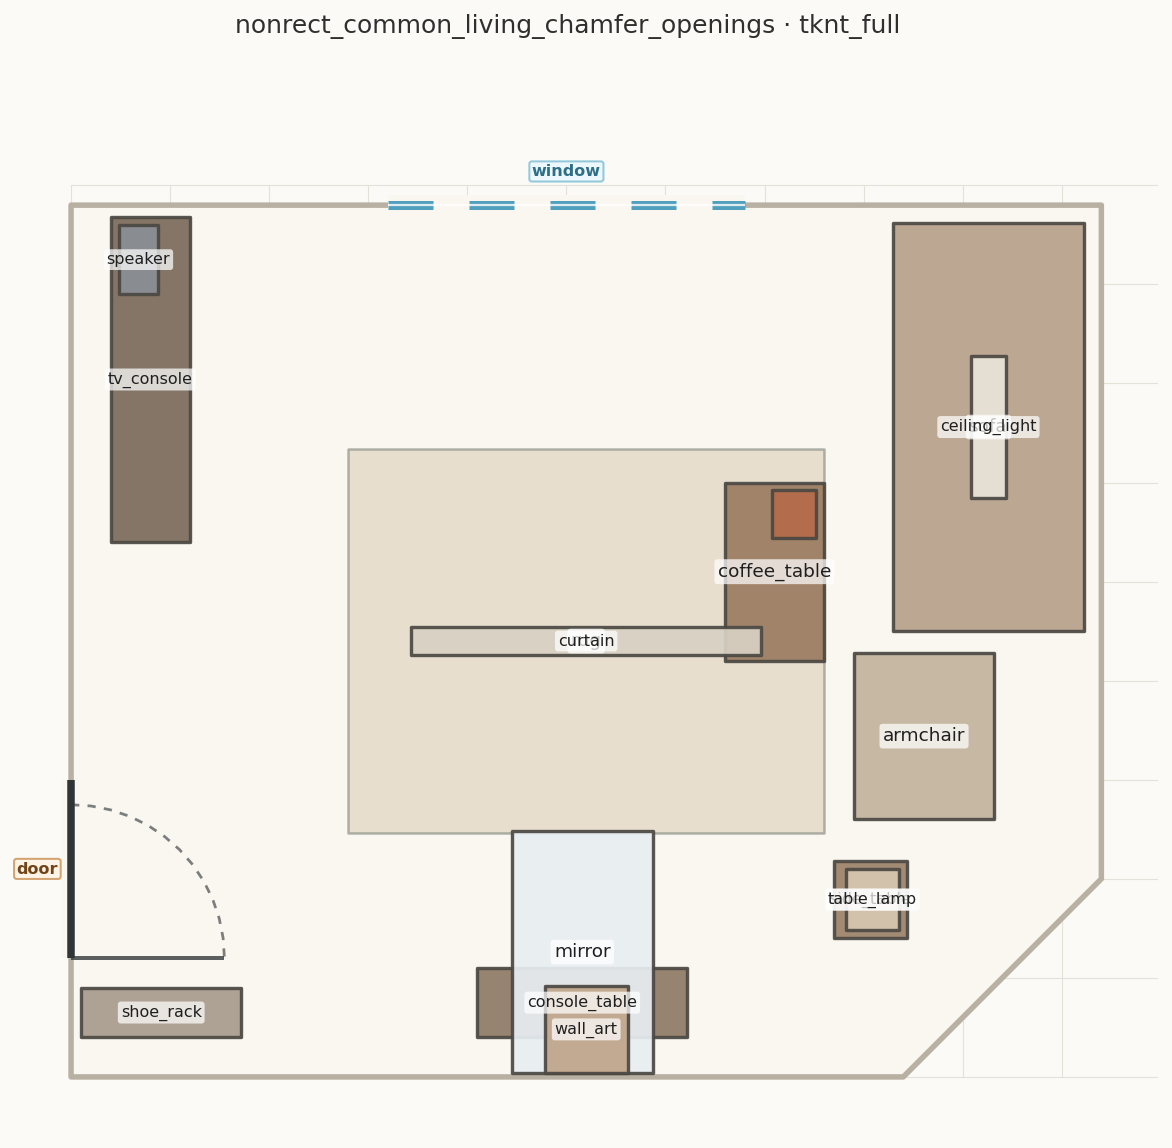 nonrect_common_living_chamfer_openings · tknt_full
window
speaker
tv_console
ceiling_light
coffee_table
curtain
armchair
door
table_lamp
mirror
console_table
shoe_rack
wall_art